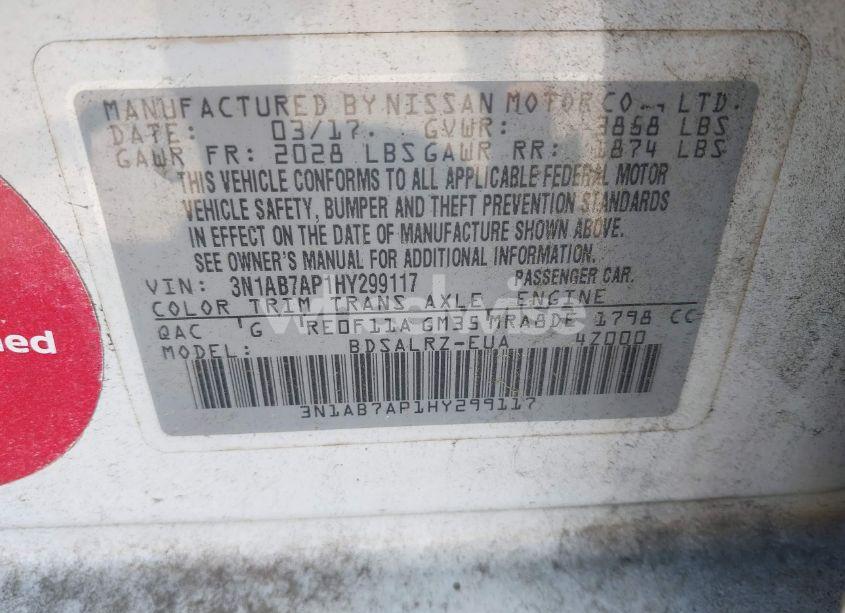 MANUFACTURED BY NISSAN MOTOR CO., LTD.
DATE: 03/17. GVWR: 3868 LBS
GAWR FR: 2028 LBS GAWR RR: 1874 LBS
THIS VEHICLE CONFORMS TO ALL APPLICABLE FEDERAL MOTOR
VEHICLE SAFETY, BUMPER AND THEFT PREVENTION STANDARDS
IN EFFECT ON THE DATE OF MANUFACTURE SHOWN ABOVE.
SEE OWNER'S MANUAL FOR ADDITIONAL INFORMATION.
VIN: 3N1AB7AP1HY299117 PASSENGER CAR.
COLOR TRIM TRANS AXLE ENGINE
QAC G RE0F11A GM35 MRA8DE 1798 CC
MODEL: BDSALRZ-EUA 4Z000
3N1AB7AP1HY299117
ned